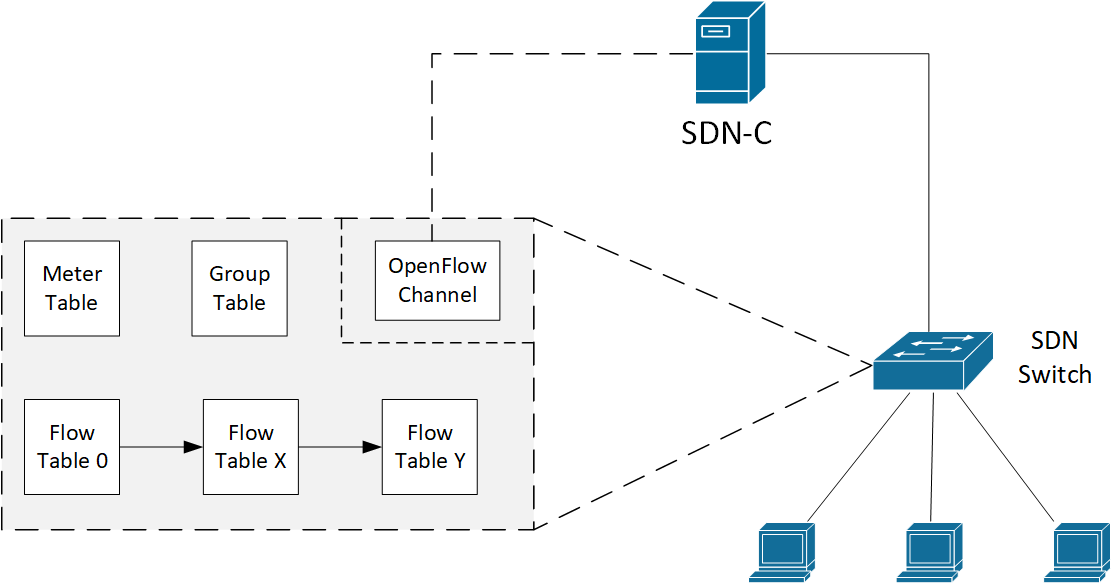 SDN-C
Meter
Table
Group
Table
OpenFlow
Channel
SDN
Switch
Flow
Table 0
Flow
Table X
Flow
Table Y